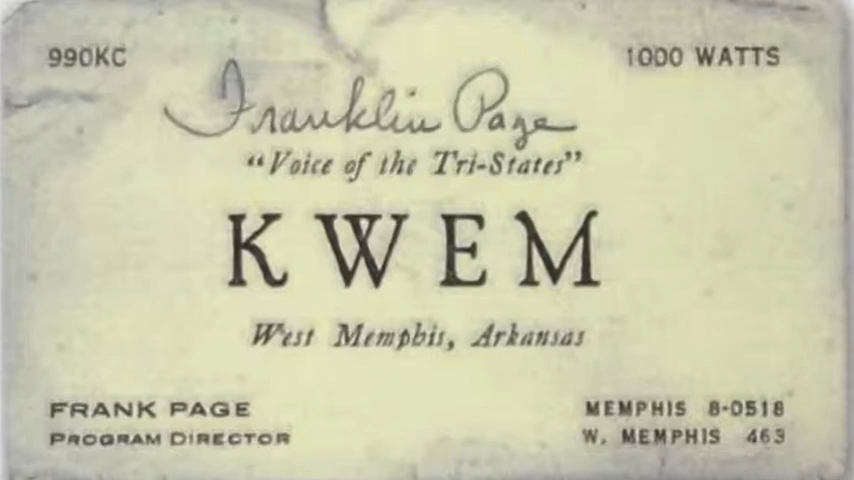 990KC 1000 WATTS
Franklin Page
"Voice of the Tri-States"
KWEM
West Memphis, Arkansas
FRANK PAGE MEMPHIS 8-0518
PROGRAM DIRECTOR W. MEMPHIS 463